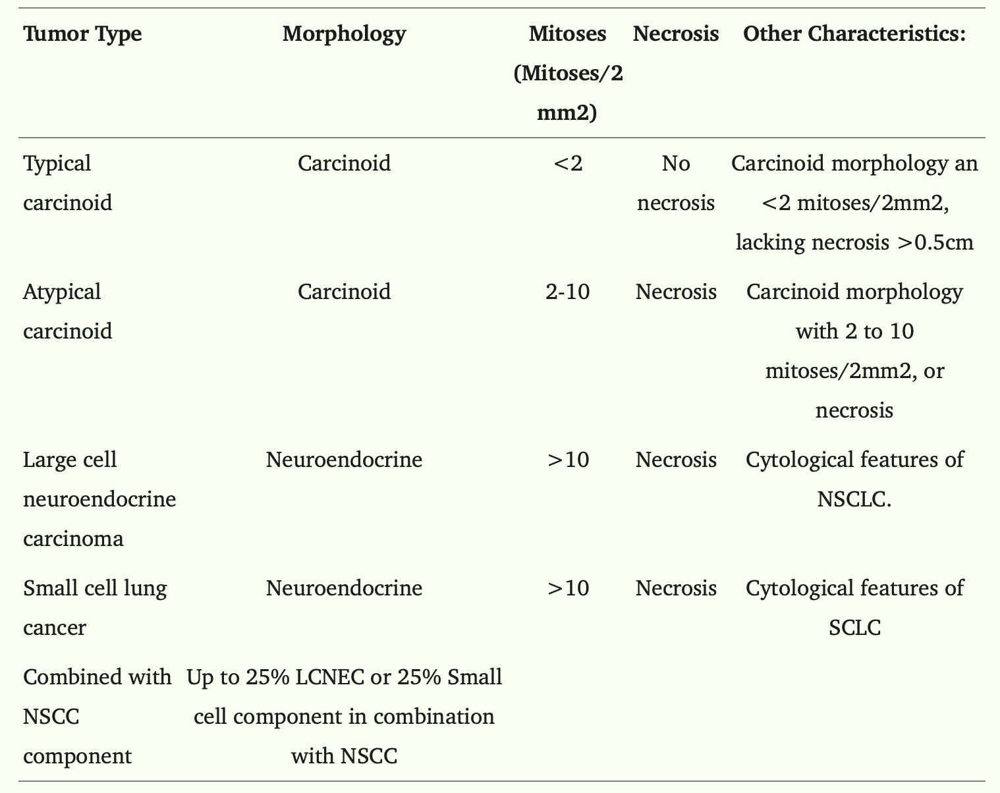 Tumor Type Morphology Mitoses Necrosis Other Characteristics:
(Mitoses/2
mm2)
Typical Carcinoid <2 No Carcinoid morphology an
carcinoid necrosis <2 mitoses/2mm2,
lacking necrosis >0.5cm
Atypical Carcinoid 2-10 Necrosis Carcinoid morphology
carcinoid with 2 to 10
mitoses/2mm2, or
necrosis
Large cell Neuroendocrine >10 Necrosis Cytological features of
neuroendocrine NSCLC.
carcinoma
Small cell lung Neuroendocrine >10 Necrosis Cytological features of
cancer SCLC
Combined with Up to 25% LCNEC or 25% Small
NSCC cell component in combination
component with NSCC